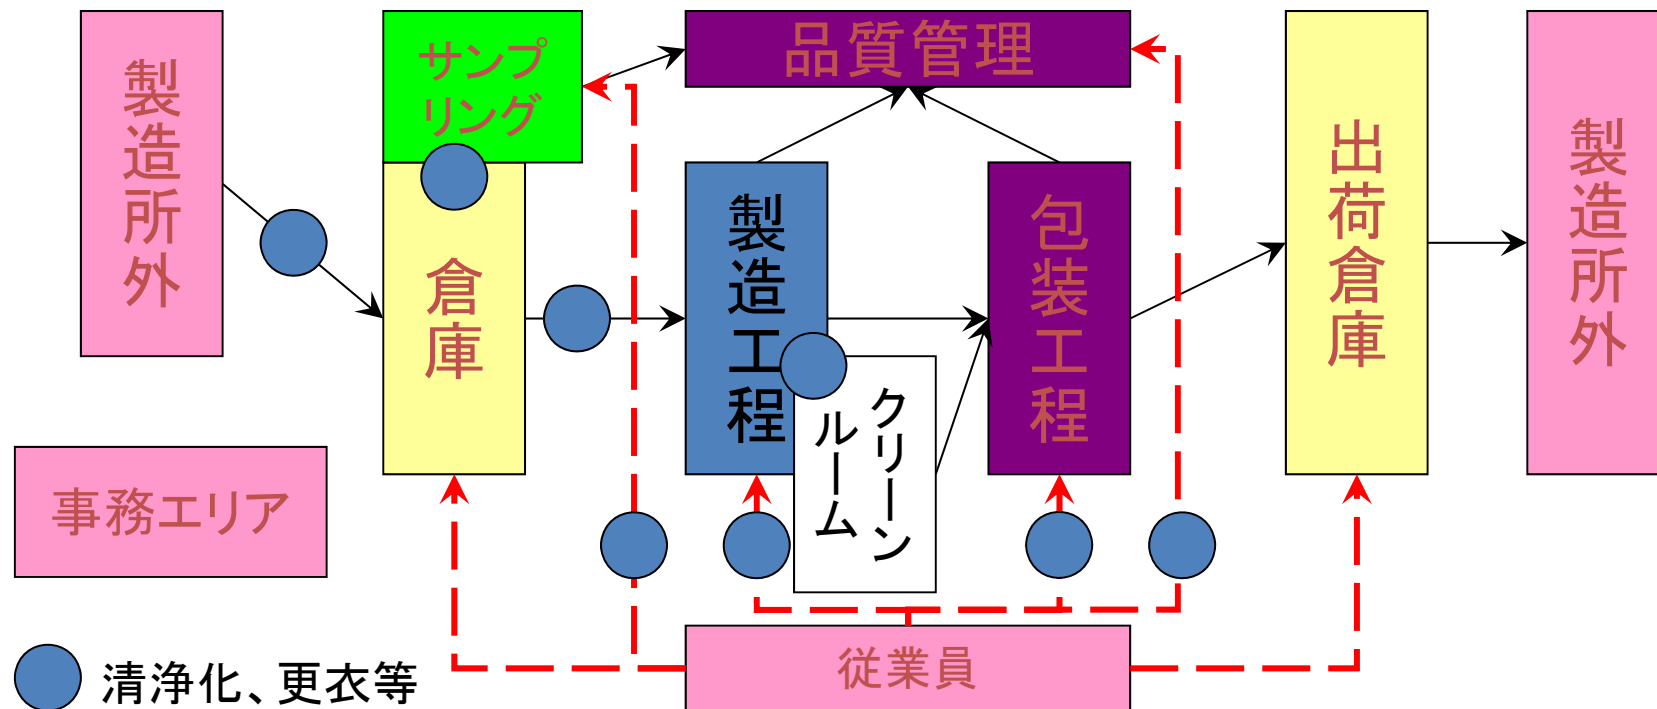 製造所外
サンプ
リング
品質管理
倉庫
製造工程
クリーン
ルーム
包装工程
出荷倉庫
製造所外
事務エリア
従業員
清浄化、更衣等